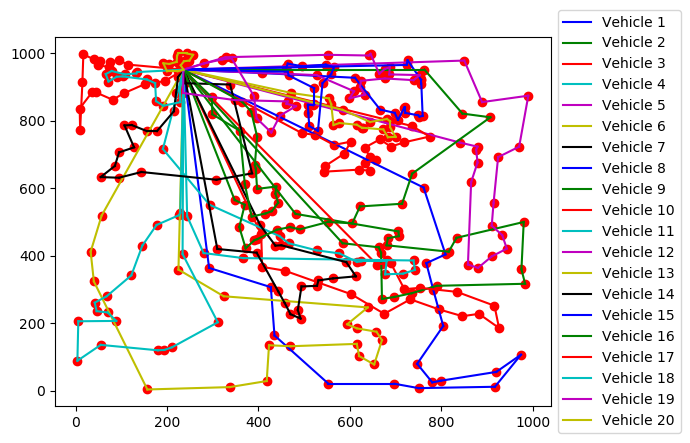 1000
800
600
400
200
0
0
200
400
600
800
1000
Vehicle 1
Vehicle 2
Vehicle 3
Vehicle 4
Vehicle 5
Vehicle 6
Vehicle 7
Vehicle 8
Vehicle 9
Vehicle 10
Vehicle 11
Vehicle 12
Vehicle 13
Vehicle 14
Vehicle 15
Vehicle 16
Vehicle 17
Vehicle 18
Vehicle 19
Vehicle 20